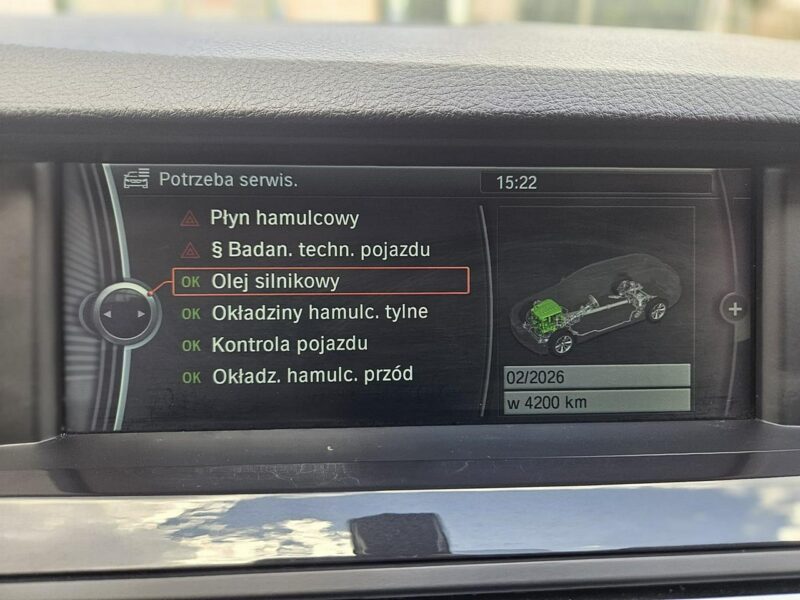 Potrzeba serwis.
15:22
Płyn hamulcowy
§ Badan. techn. pojazdu
OK Olej silnikowy
OK Okładziny hamulc. tylne
OK Kontrola pojazdu
OK Okładz. hamulc. przód
02/2026
w 4200 km